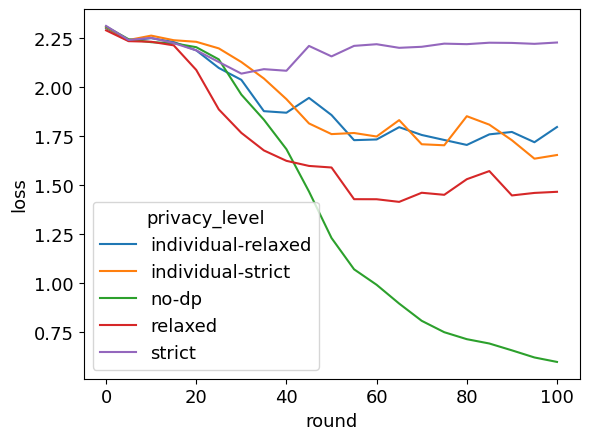 2.25
2.00
1.75
1.50
1.25
1.00
0.75
loss
privacy_level
individual-relaxed
individual-strict
no-dp
relaxed
strict
0 20 40 60 80 100
round